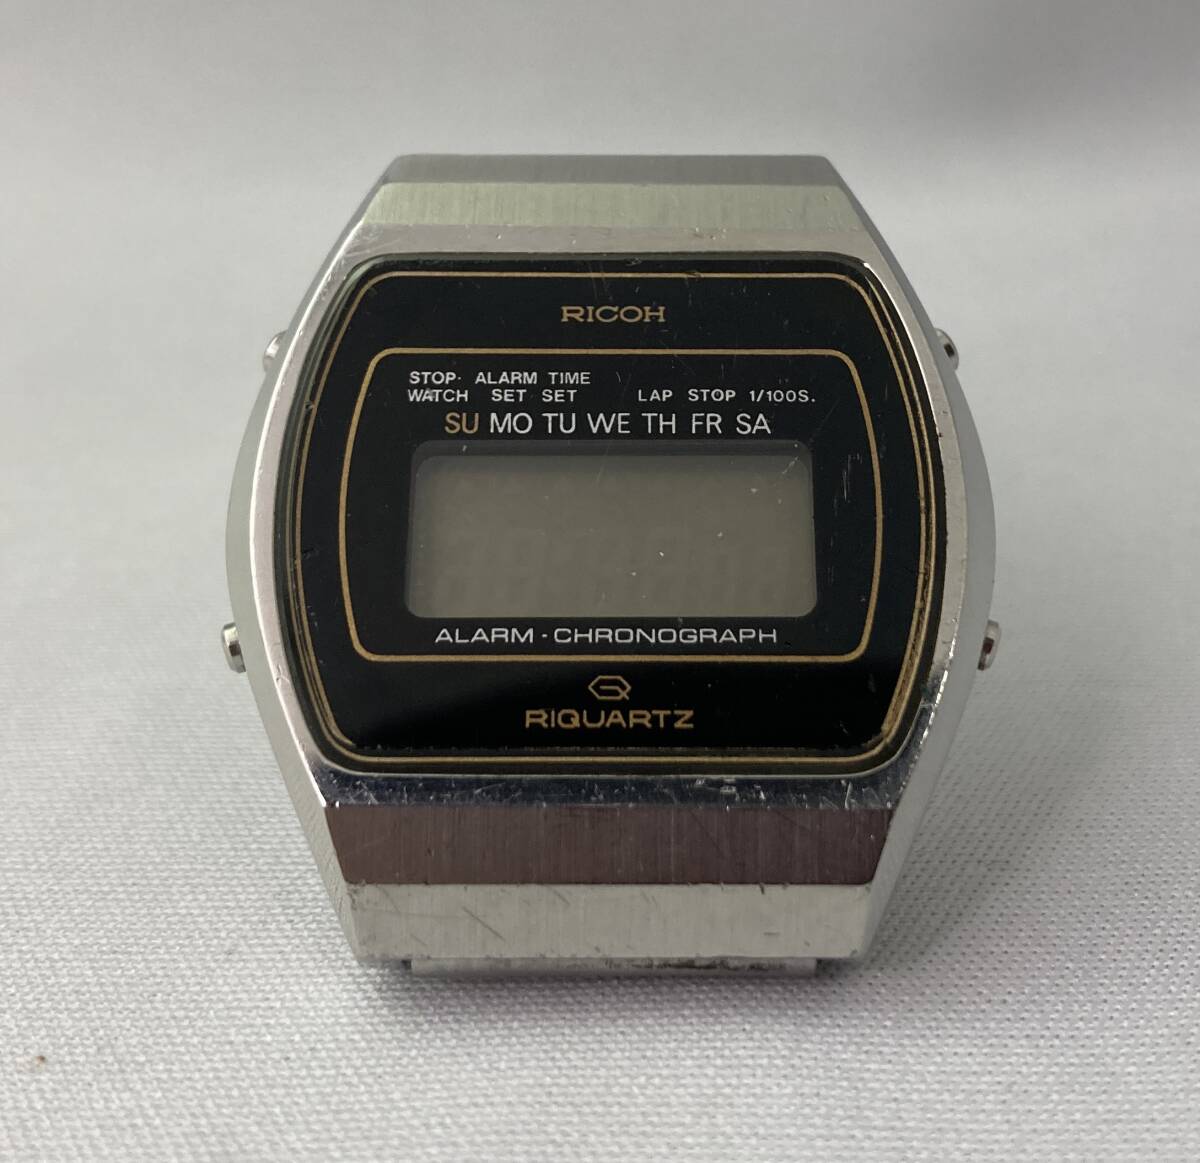 RICOH
STOP· ALARM TIME
WATCH SET SET LAP STOP 1/100S.
SU MO TU WE TH FR SA
ALARM · CHRONOGRAPH
RIQUARTZ